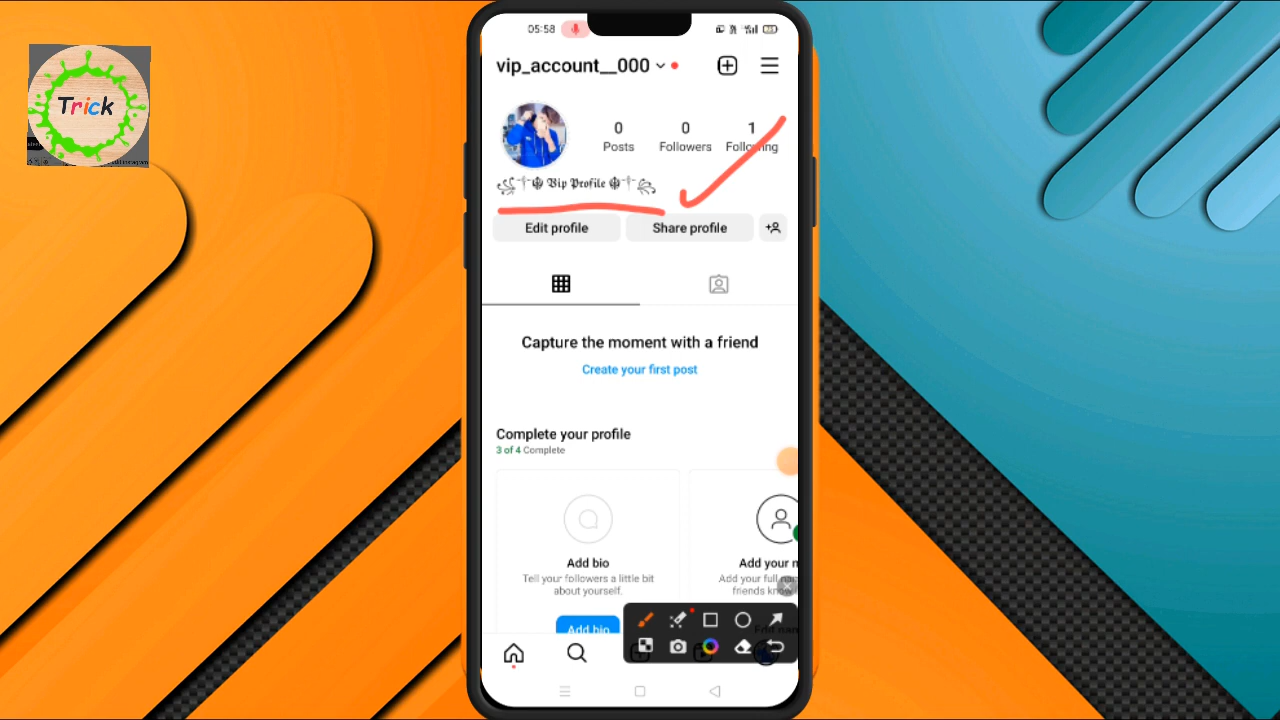 Trick
05:58
vip_account__000
0 0 1
Posts Followers Following
꧁༒☬ 𝖁𝖎𝖕 𝕻𝖗𝖔𝖋𝖎𝖑𝖊 ☬༒꧂
Edit profile Share profile
Capture the moment with a friend
Create your first post
Complete your profile
3 of 4 Complete
Add bio Add your n
Tell your followers a little bit Add your full nam
about yourself. friends know
Add bio